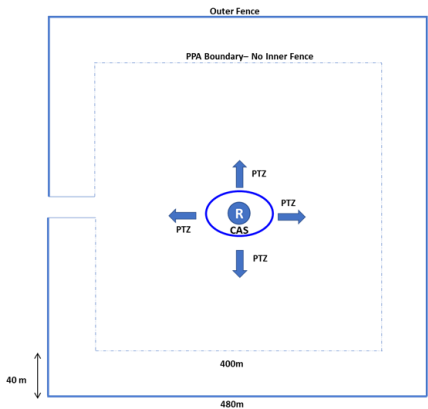 Outer Fence
PPA Boundary– No Inner Fence
PTZ
PTZ
R
CAS
PTZ
PTZ
400m
40 m
480m